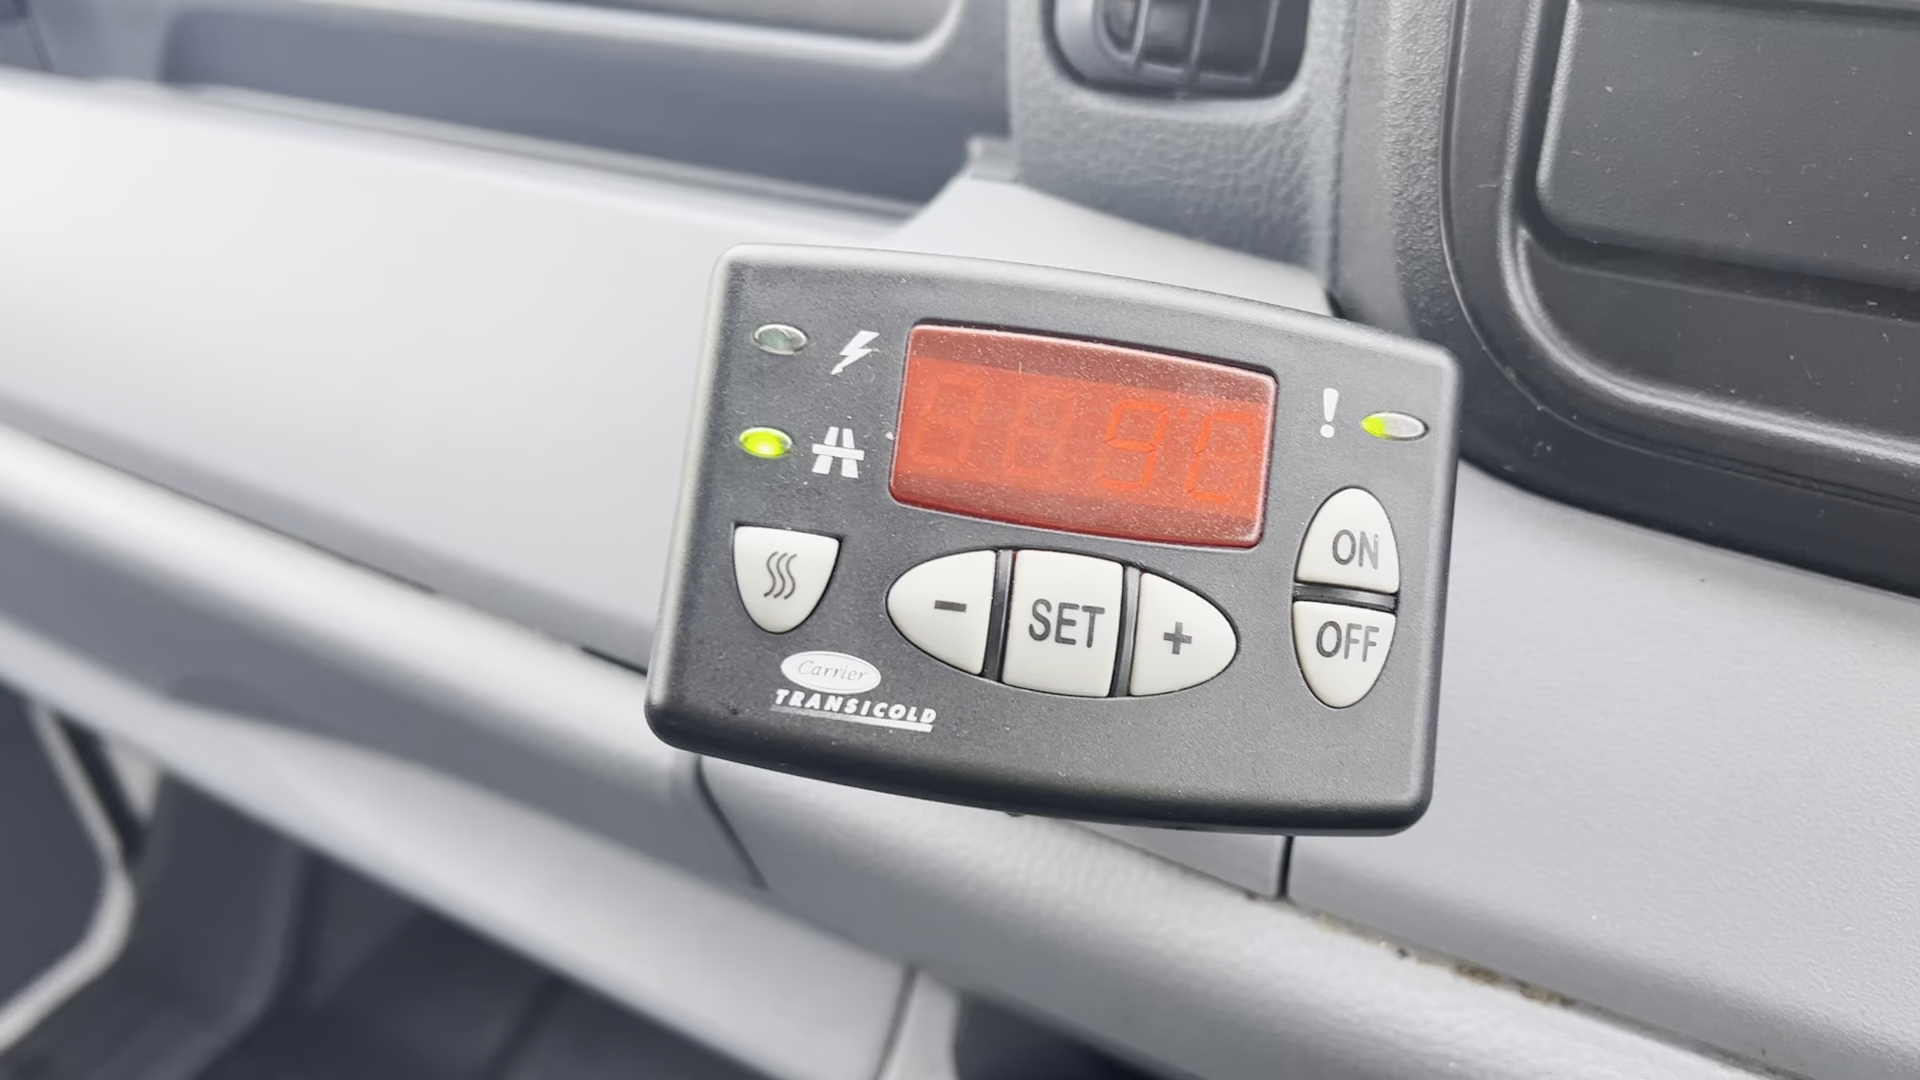 9°C
ON
- SET +
OFF
Carrier
TRANSICOLD